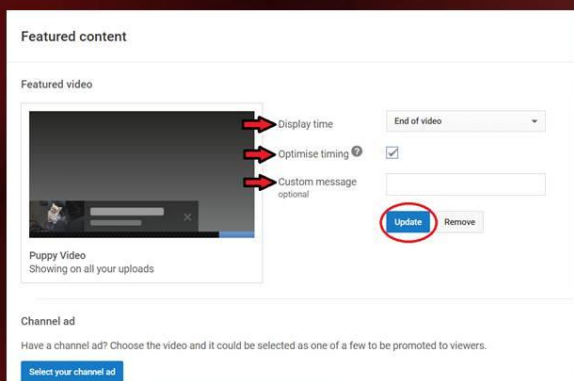 Featured content
Featured video
Display time
End of video
Optimise timing ?
Custom message
optional
Update
Remove
Puppy Video
Showing on all your uploads
Channel ad
Have a channel ad? Choose the video and it could be selected as one of a few to be promoted to viewers.
Select your channel ad